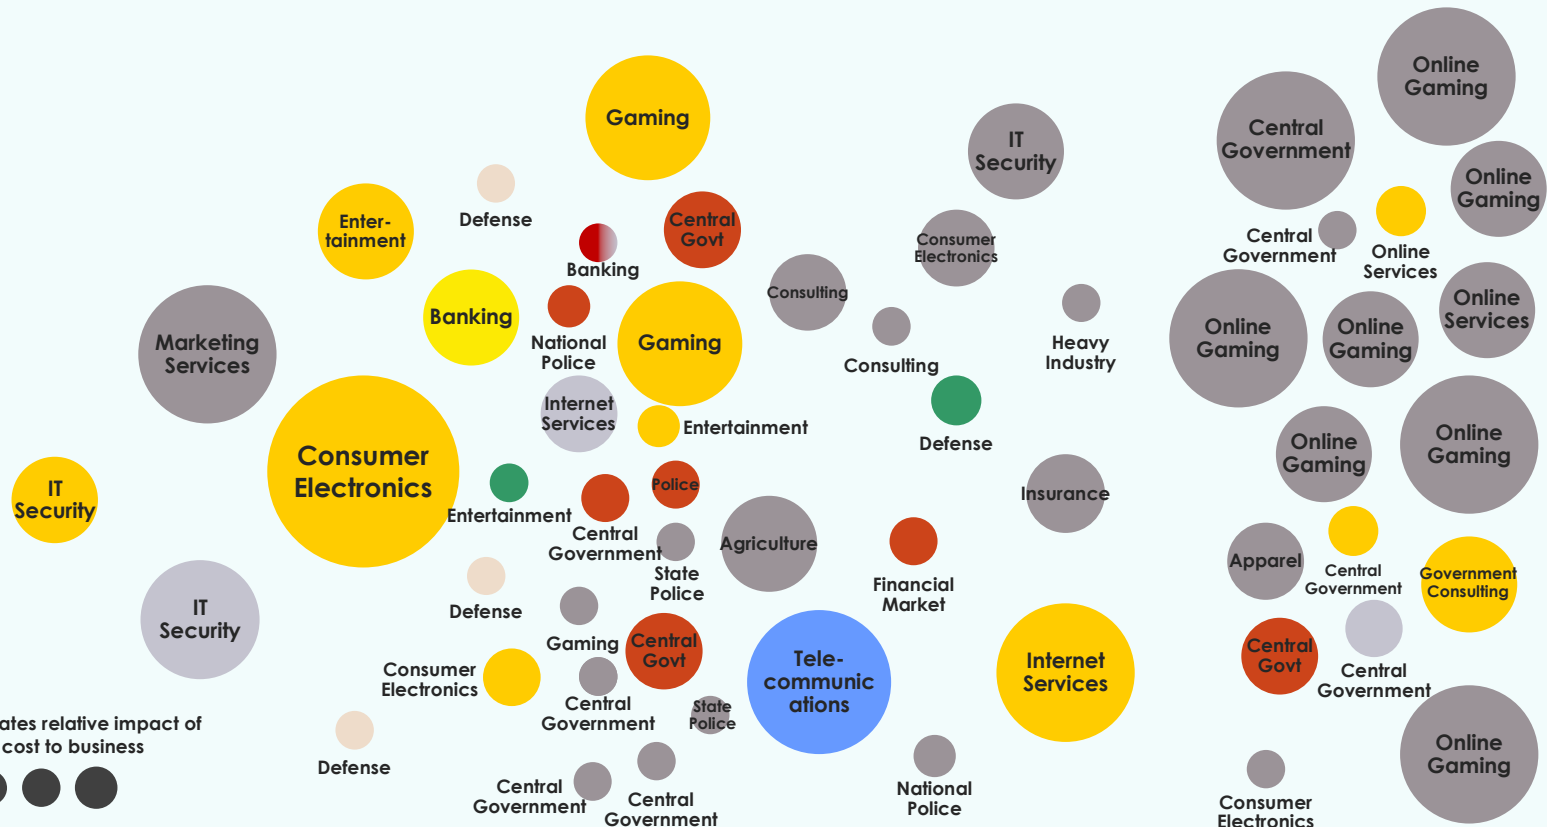 Online
Gaming
Gaming
Central
Government
IT
Security
Online
Gaming
Defense
Enter-
tainment
Central
Govt
Central
Government
Online
Services
Consumer
Electronics
Banking
Consulting
Online
Services
Banking
Marketing
Services
National
Police
Gaming
Consulting
Heavy
Industry
Online
Gaming
Online
Gaming
Internet
Services
Entertainment
Defense
Online
Gaming
Online
Gaming
Consumer
Electronics
IT
Security
Entertainment
Police
Insurance
Central
Government
Agriculture
State
Police
Financial
Market
Apparel
Central
Government
Government
Consulting
IT
Security
Defense
Gaming
Central
Govt
Tele-
communic
ations
Internet
Services
Central
Govt
Central
Government
Consumer
Electronics
Central
Government
State
Police
ates relative impact of
cost to business
Defense
Central
Government
Central
Government
National
Police
Online
Gaming
Consumer
Electronics